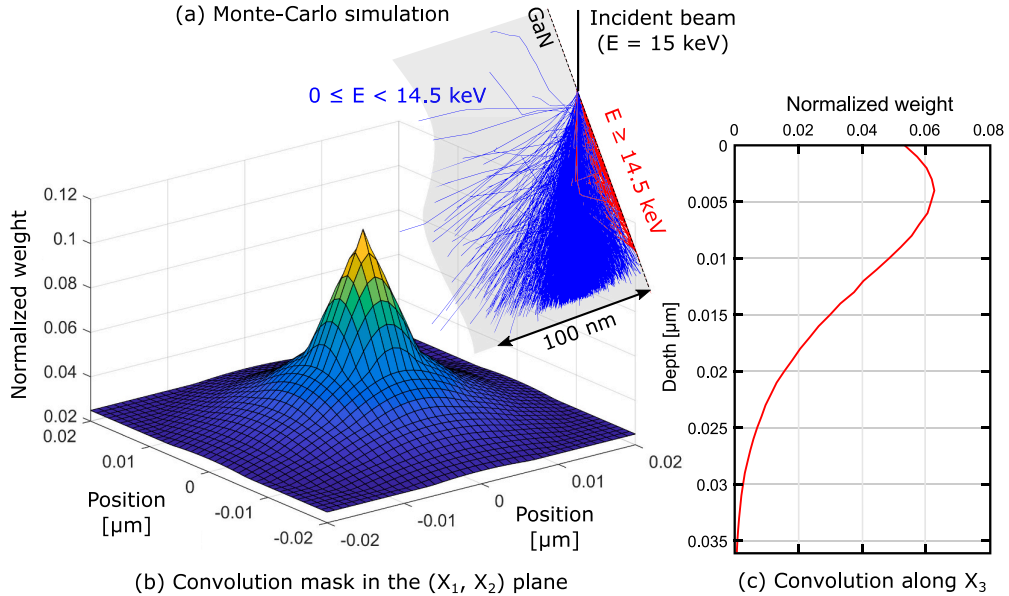 (a) Monte-Carlo simulation
GaN
Incident beam
(E = 15 keV)
0 ≤ E < 14.5 keV
E ≥ 14.5 keV
100 nm
Normalized weight
0.12
0.1
0.08
0.06
0.04
0.02
0.02
0.01
0
-0.01
-0.02
Position
[µm]
-0.02
-0.01
0
0.01
0.02
Position
[µm]
(b) Convolution mask in the (X₁, X₂) plane
Normalized weight
0 0.02 0.04 0.06 0.08
0
0.005
0.01
0.015
0.02
0.025
0.03
0.035
Depth [µm]
(c) Convolution along X₃